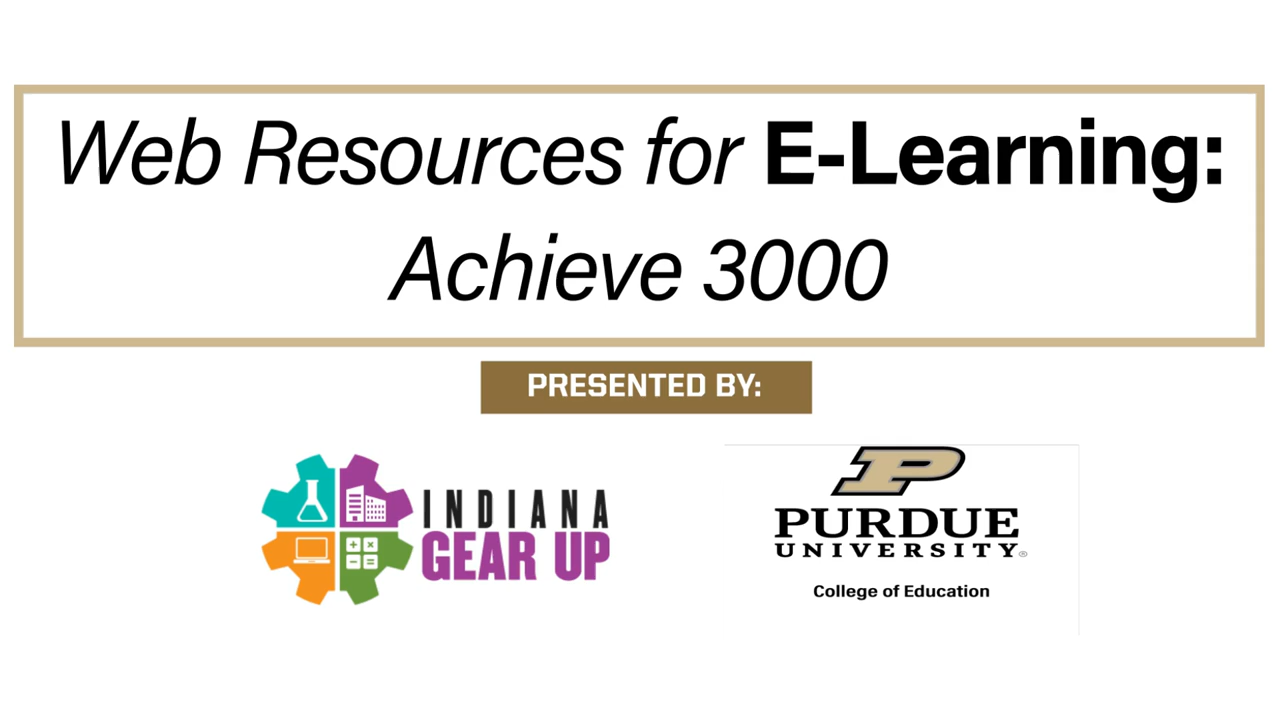 Web Resources for E-Learning:
Achieve 3000
PRESENTED BY:
INDIANA
GEAR UP
P
PURDUE
UNIVERSITY®
College of Education